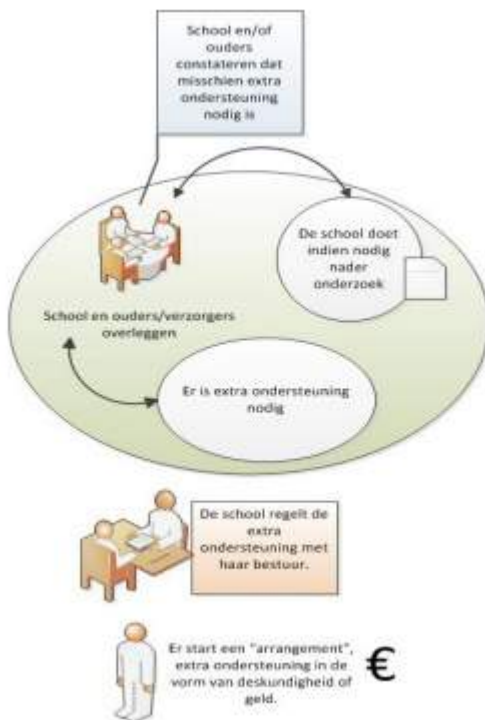 School en/of
ouders
constateren dat
misschien extra
ondersteuning
nodig is
De school doet
indien nodig
nader
onderzoek
School en ouders/verzorgers
overleggen
Er is extra ondersteuning
nodig
De school regelt de
extra
ondersteuning met
haar bestuur.
Er start een "arrangement",
extra ondersteuning in de
vorm van deskundigheid of
geld.
€